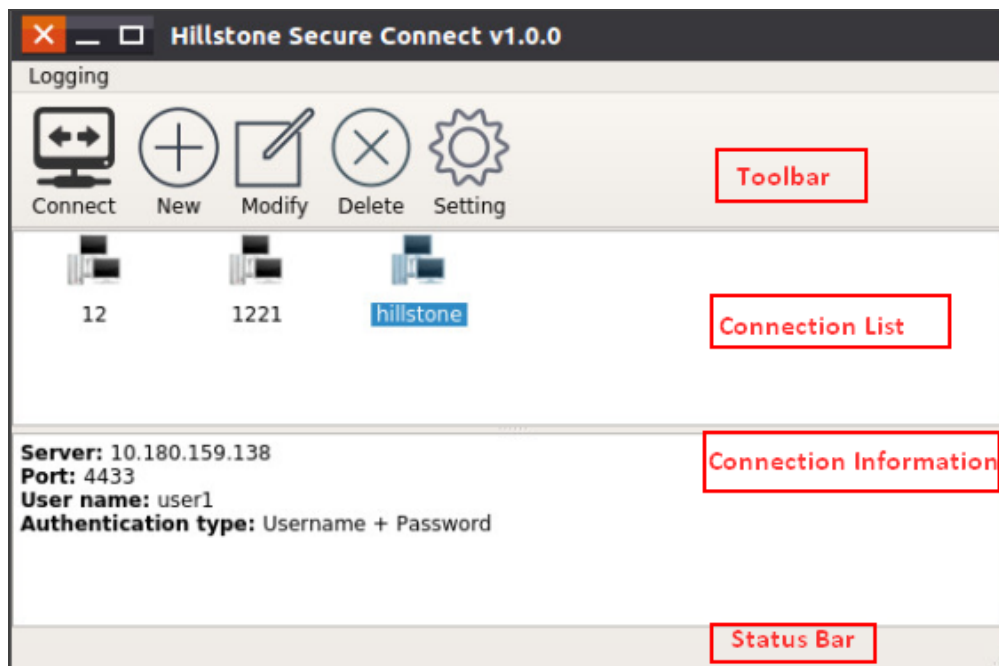 Hillstone Secure Connect v1.0.0
Logging
Connect New Modify Delete Setting
Toolbar
12 1221 hillstone
Connection List
Server: 10.180.159.138
Port: 4433
User name: user1
Authentication type: Username + Password
Connection Information
Status Bar